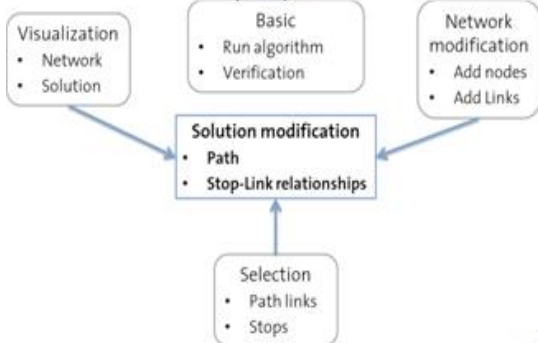 Visualization
• Network
• Solution
Basic
• Run algorithm
• Verification
Network
modification
• Add nodes
• Add Links
Solution modification
• Path
• Stop-Link relationships
Selection
• Path links
• Stops